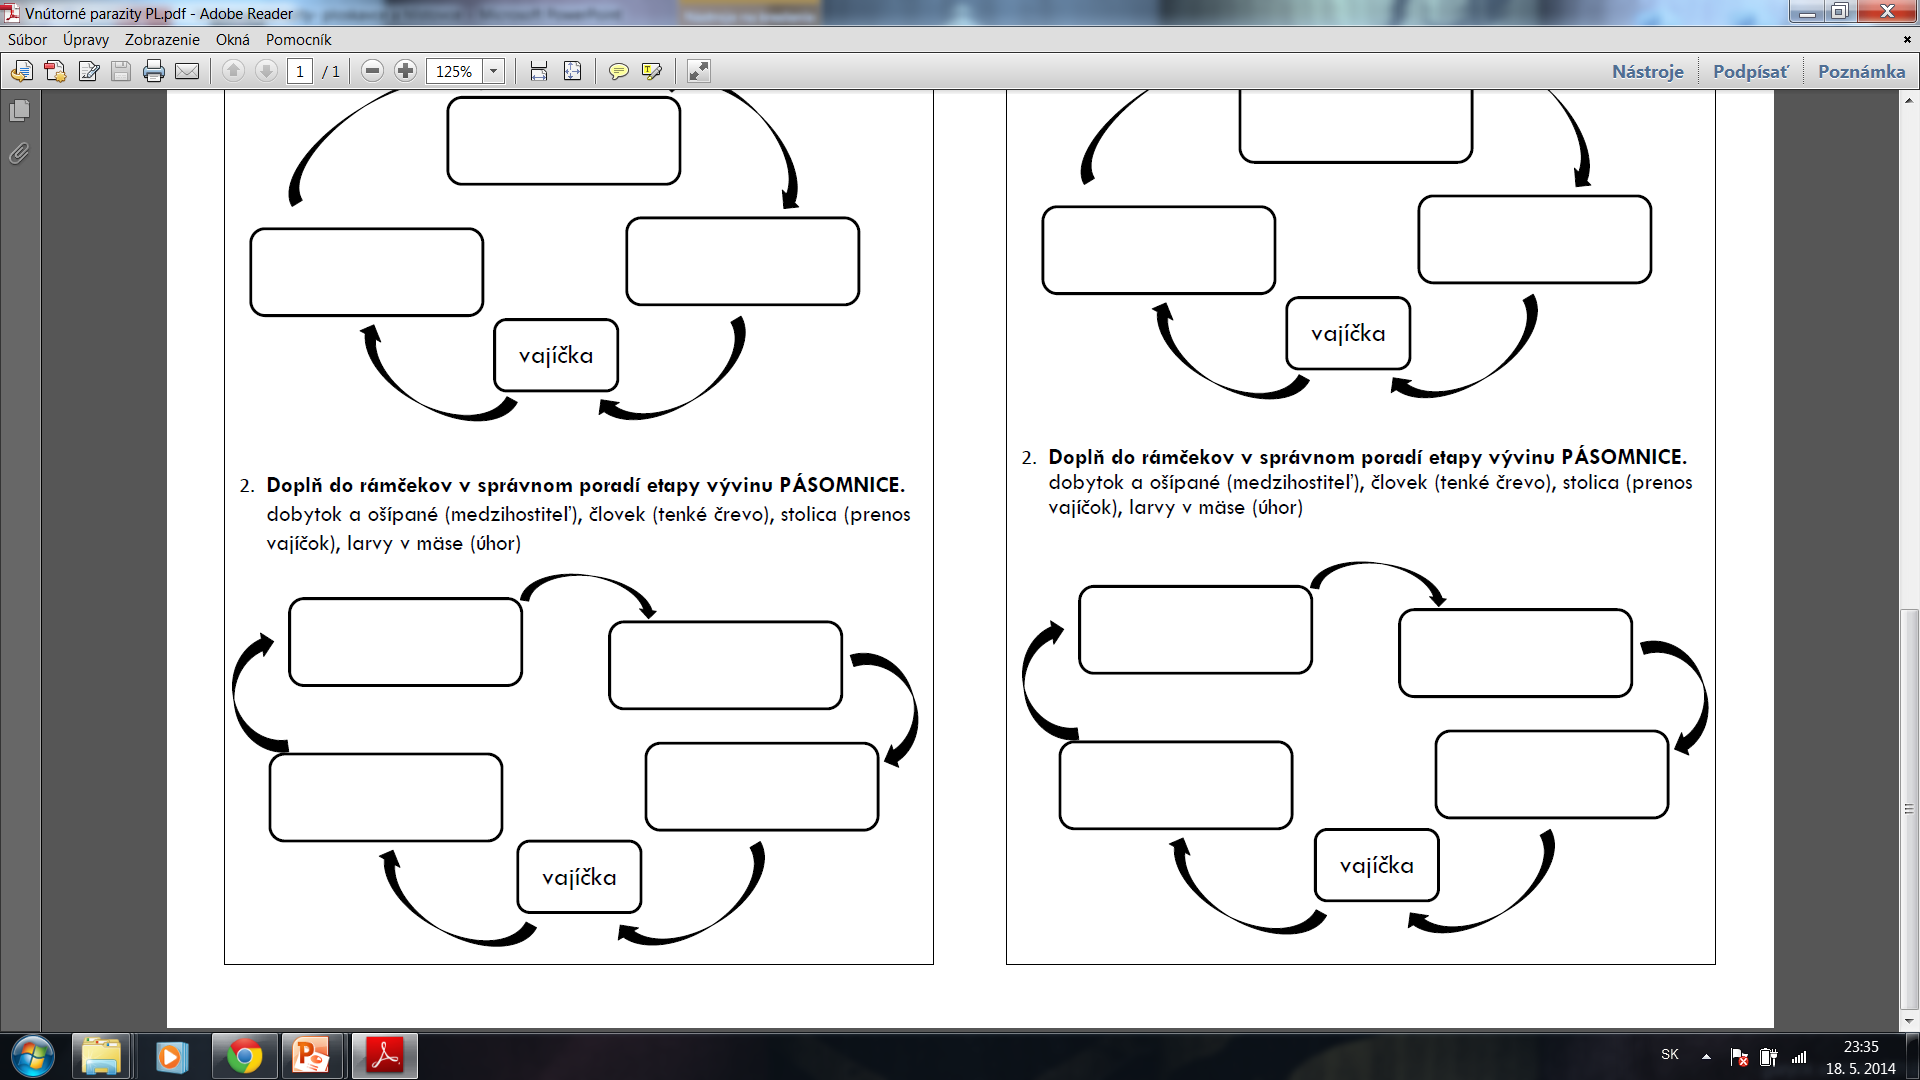 Vnútorné parazity PL.pdf - Adobe Reader
Súbor Úpravy Zobrazenie Okná Pomocník
1 / 1 125% Nástroje Podpísať Poznámka
vajíčka
2. Doplň do rámčekov v správnom poradí etapy vývinu PÁSOMNICE.
dobytok a ošípané (medzihostiteľ), človek (tenké črevo), stolica (prenos
vajíčok), larvy v mäse (úhor)
vajíčka
vajíčka
2. Doplň do rámčekov v správnom poradí etapy vývinu PÁSOMNICE.
dobytok a ošípané (medzihostiteľ), človek (tenké črevo), stolica (prenos
vajíčok), larvy v mäse (úhor)
vajíčka
SK
23:35
18. 5. 2014